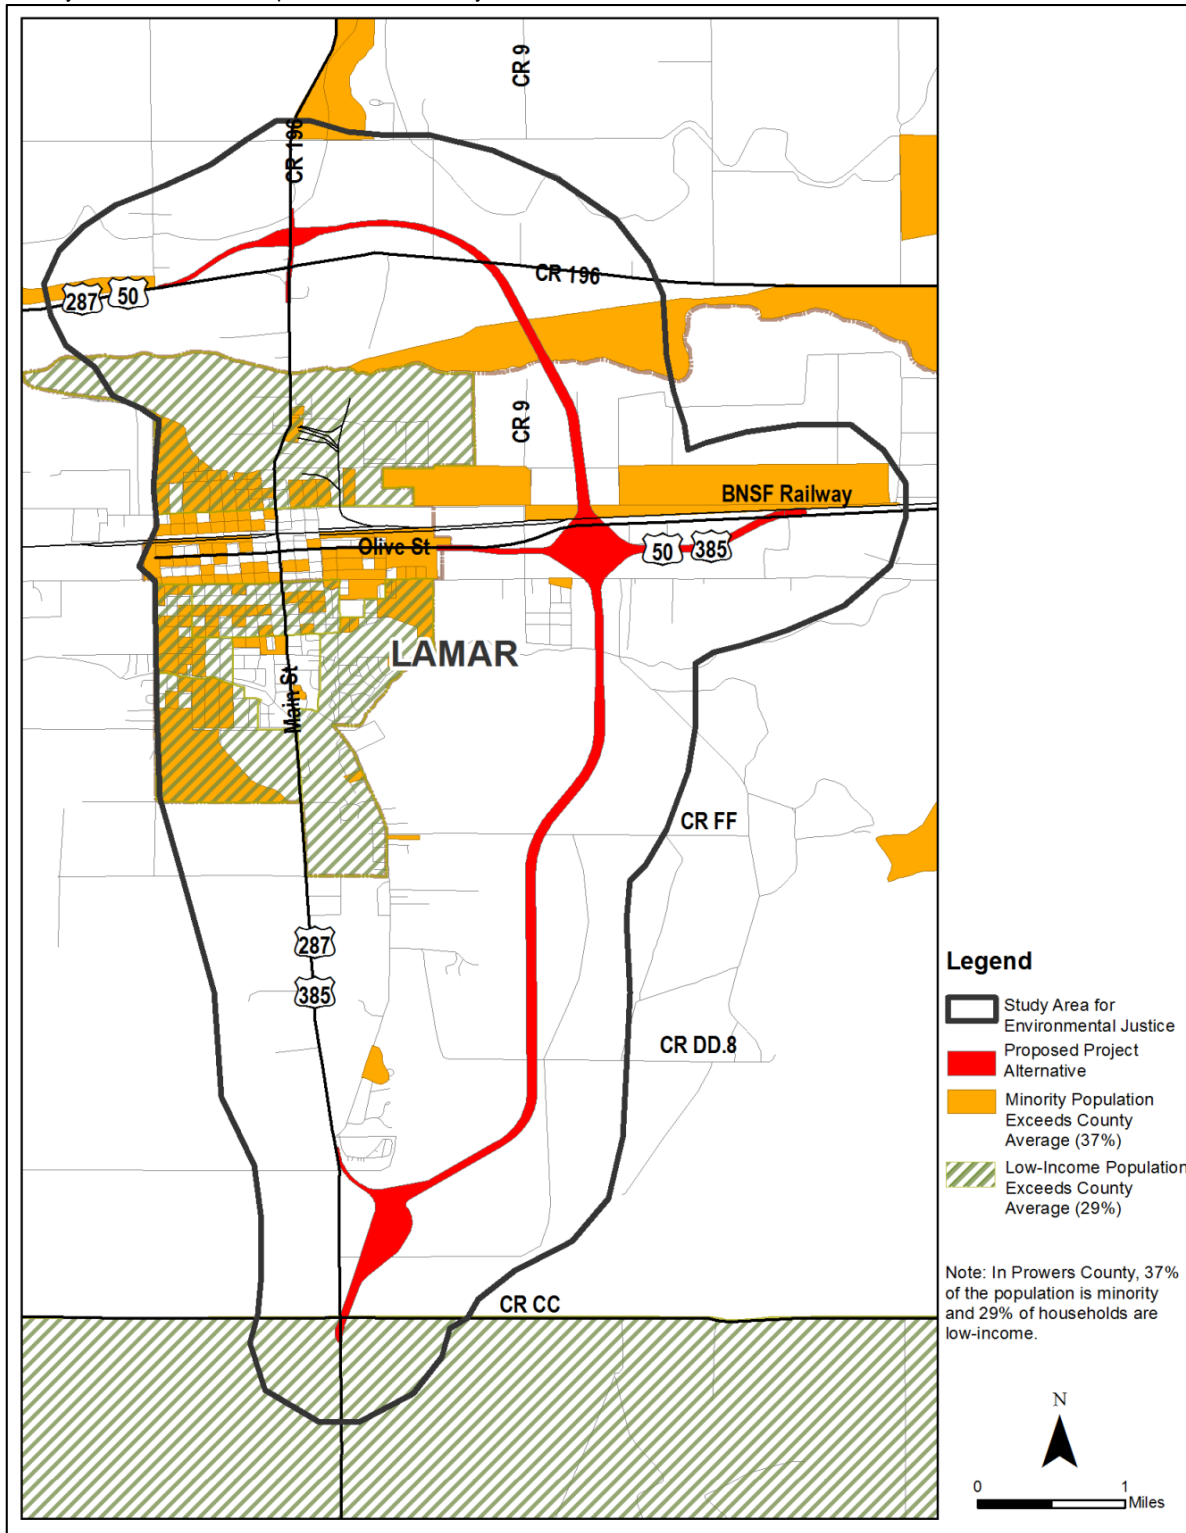 CR 9
CR 196
CR 196
287
50
CR 9
BNSF Railway
Olive St
50
385
LAMAR
Main St
CR FF
287
385
CR DD.8
CR CC
Legend
Study Area for
Environmental Justice
Proposed Project
Alternative
Minority Population
Exceeds County
Average (37%)
Low-Income Population
Exceeds County
Average (29%)
Note: In Prowers County, 37%
of the population is minority
and 29% of households are
low-income.
N
0 1
Miles